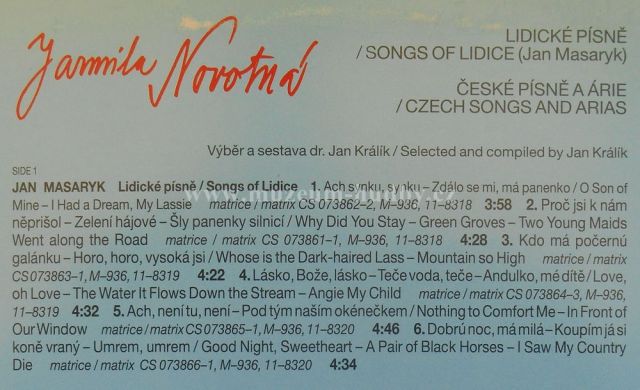 Jarmila Novotná
LIDICKÉ PÍSNĚ
/ SONGS OF LIDICE (Jan Masaryk)
ČESKÉ PÍSNĚ A ÁRIE
/ CZECH SONGS AND ARIAS
Výběr a sestava dr. Jan Králík / Selected and compiled by Jan Králík
SIDE 1
JAN MASARYK Lidické písně / Songs of Lidice 1. Ach synku, synku – Zdálo se mi, má panenko / O Son of
Mine – I Had a Dream, My Lassie matrice / matrix CS 073862–2, M–936, 11–8318 3:58 2. Proč jsi k nám
něprišol – Zelení hájové – Šly panenky silnicí / Why Did You Stay – Green Groves – Two Young Maids
Went along the Road matrice / matrix CS 073861–1, M–936, 11–8318 4:28 3. Kdo má počernú
galánku – Horo, horo, vysoká jsi / Whose is the Dark-haired Lass – Mountain so High matrice / matrix
CS 073863–1, M–936, 11–8319 4:22 4. Lásko, Bože, lásko – Teče voda, teče – Andulko, mé dítě / Love,
oh Love – The Water It Flows Down the Stream – Angie My Child matrice / matrix CS 073864–3, M–936,
11–8319 4:32 5. Ach, není tu, není – Pod tým naším okénečkem / Nothing to Comfort Me – In Front of
Our Window matrice / matrix CS 073865–1, M–936, 11–8320 4:46 6. Dobrú noc, má milá – Koupím já si
koně vraný – Umrem, umrem / Good Night, Sweetheart – A Pair of Black Horses – I Saw My Country
Die matrice / matrix CS 073866–1, M–936, 11–8320 4:34